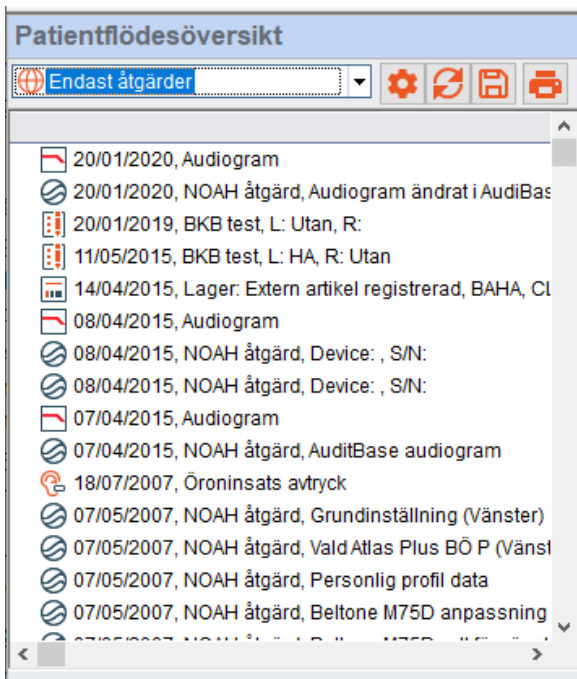 Patientflödesöversikt
Endast åtgärder
20/01/2020, Audiogram
20/01/2020, NOAH åtgärd, Audiogram ändrat i AudiBas
20/01/2019, BKB test, L: Utan, R:
11/05/2015, BKB test, L: HA, R: Utan
14/04/2015, Lager: Extern artikel registrerad, BAHA, CL
08/04/2015, Audiogram
08/04/2015, NOAH åtgärd, Device: , S/N:
08/04/2015, NOAH åtgärd, Device: , S/N:
07/04/2015, Audiogram
07/04/2015, NOAH åtgärd, AuditBase audiogram
18/07/2007, Öroninsats avtryck
07/05/2007, NOAH åtgärd, Grundinställning (Vänster)
07/05/2007, NOAH åtgärd, Vald Atlas Plus BÖ P (Vänst
07/05/2007, NOAH åtgärd, Personlig profil data
07/05/2007, NOAH åtgärd, Beltone M75D anpassning